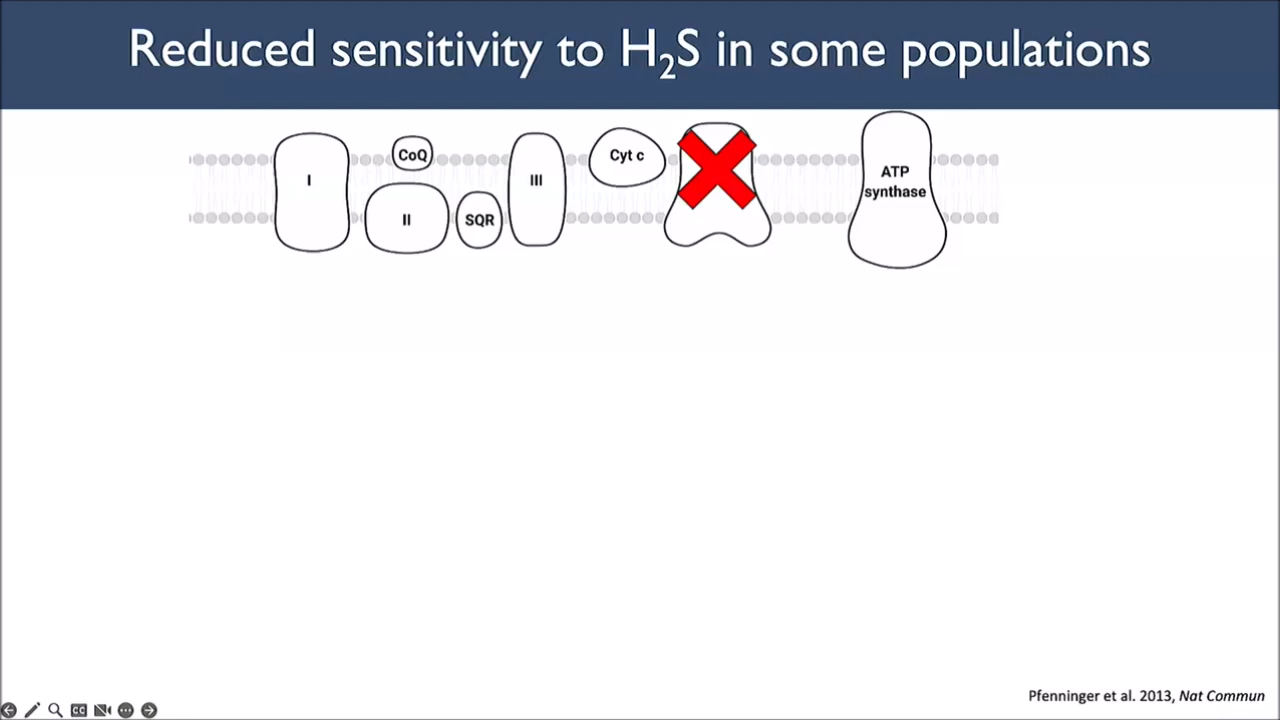 Reduced sensitivity to H₂S in some populations
I
CoQ
II
SQR
III
Cyt c
ATP
synthase
CC
Pfenninger et al. 2013, Nat Commun